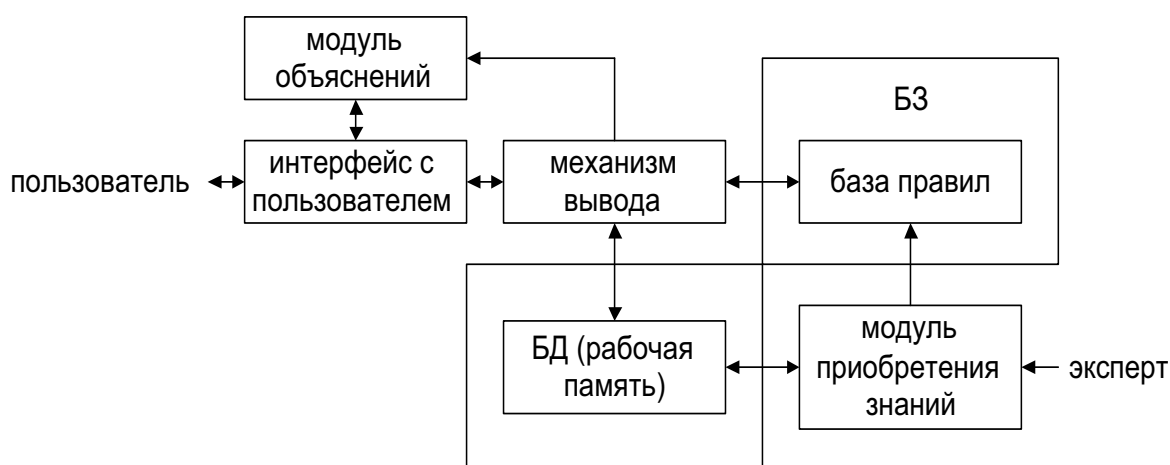 модуль
объяснений
БЗ
пользователь
интерфейс с
пользователем
механизм
вывода
база правил
БД (рабочая
память)
модуль
приобретения
знаний
эксперт